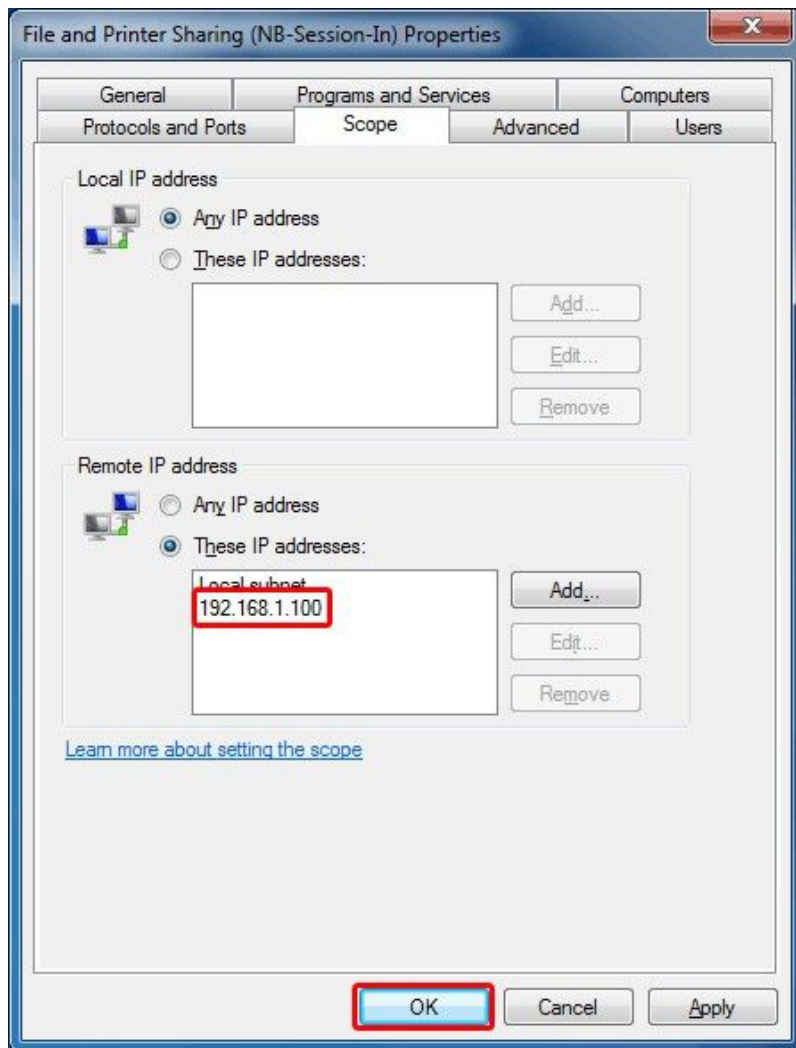 File and Printer Sharing (NB-Session-In) Properties
General Programs and Services Computers
Protocols and Ports Scope Advanced Users
Local IP address
Any IP address
These IP addresses:
Add...
Edit...
Remove
Remote IP address
Any IP address
These IP addresses:
Local subnet
192.168.1.100
Add...
Edit...
Remove
Learn more about setting the scope
OK Cancel Apply